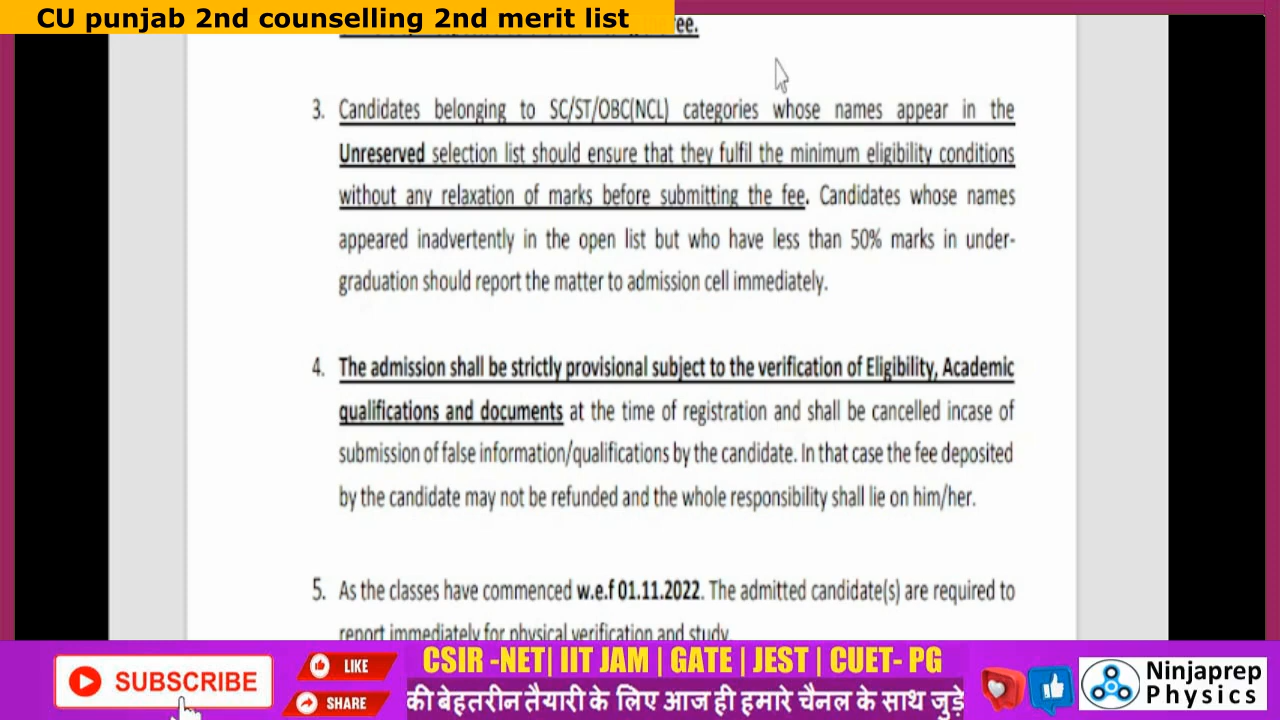 CU punjab 2nd counselling 2nd merit list
ee.
3. Candidates belonging to SC/ST/OBC(NCL) categories whose names appear in the
Unreserved selection list should ensure that they fulfil the minimum eligibility conditions
without any relaxation of marks before submitting the fee. Candidates whose names
appeared inadvertently in the open list but who have less than 50% marks in under-
graduation should report the matter to admission cell immediately.
4. The admission shall be strictly provisional subject to the verification of Eligibility, Academic
qualifications and documents at the time of registration and shall be cancelled incase of
submission of false information/qualifications by the candidate. In that case the fee deposited
by the candidate may not be refunded and the whole responsibility shall lie on him/her.
5. As the classes have commenced w.e.f 01.11.2022. The admitted candidate(s) are required to
report immediately for physical verification and study.
SUBSCRIBE
LIKE
SHARE
CSIR -NET| IIT JAM | GATE | JEST | CUET- PG
की बेहतरीन तैयारी के लिए आज ही हमारे चैनल के साथ जुड़े
Ninjaprep
Physics